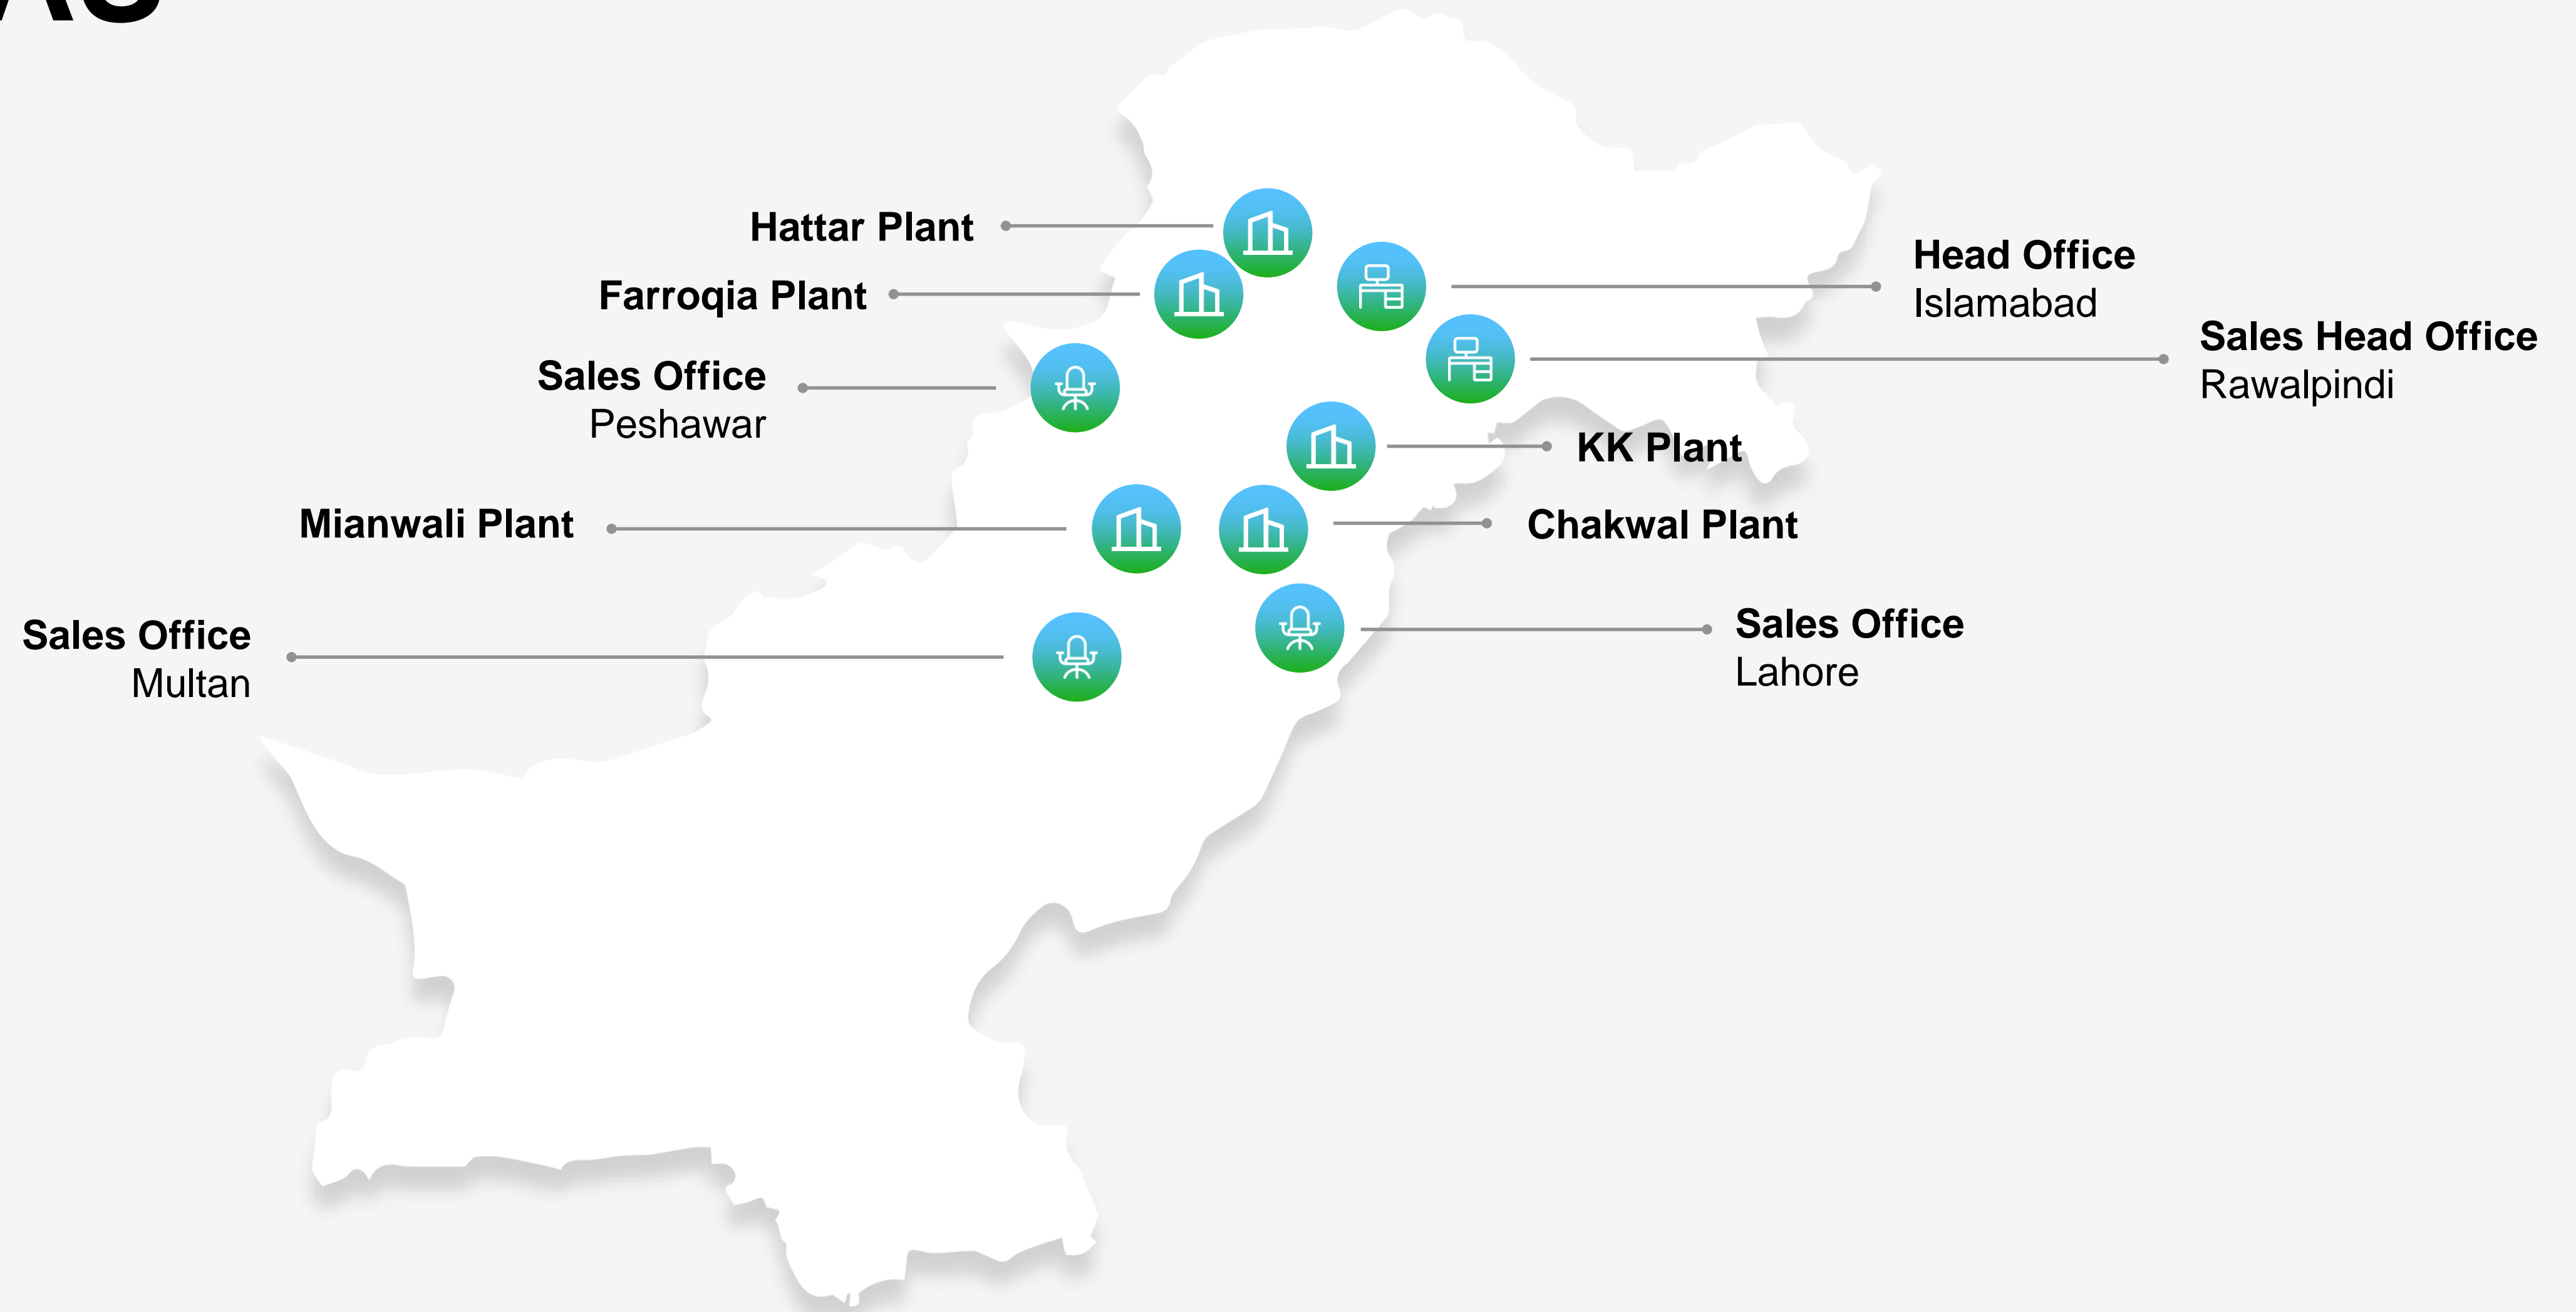 Hattar Plant
Farroqia Plant
Sales Office
Peshawar
Mianwali Plant
Sales Office
Multan
Head Office
Islamabad
Sales Head Office
Rawalpindi
KK Plant
Chakwal Plant
Sales Office
Lahore